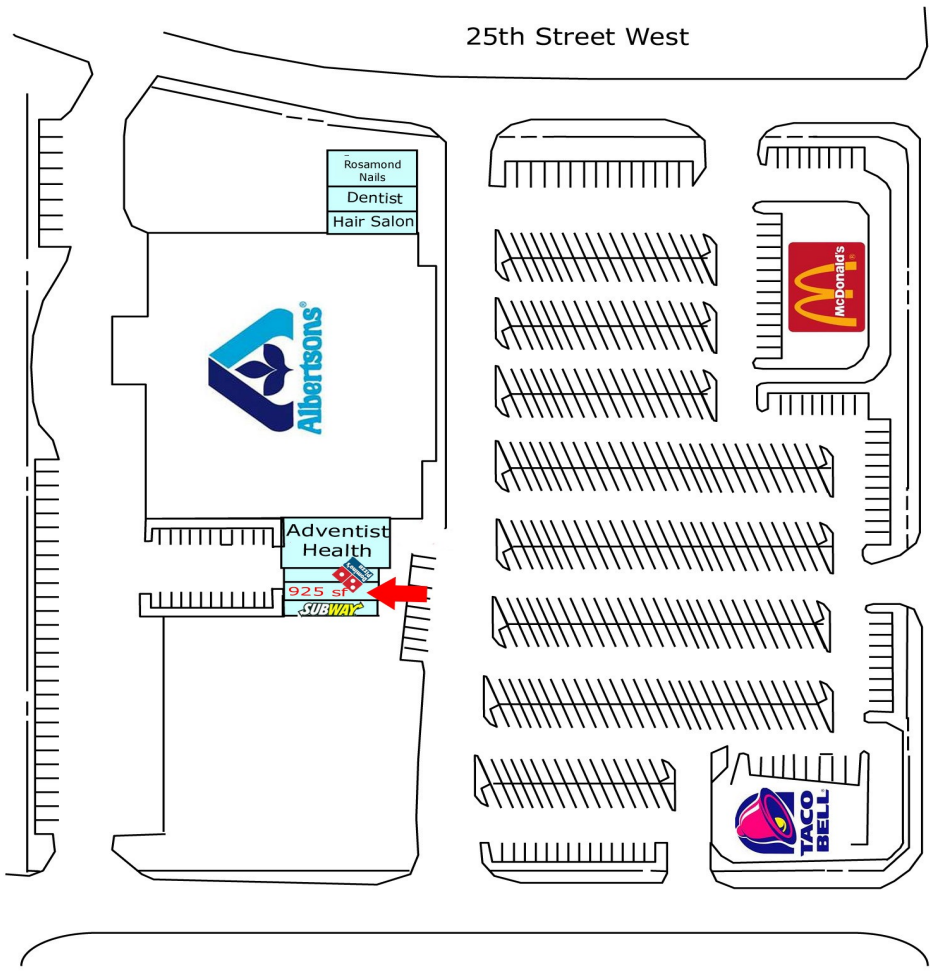 25th Street West
Rosamond
Nails
Dentist
Hair Salon
McDonald's
®
Albertsons®
Adventist
Health
925 sf
SUBWAY
TACO
BELL